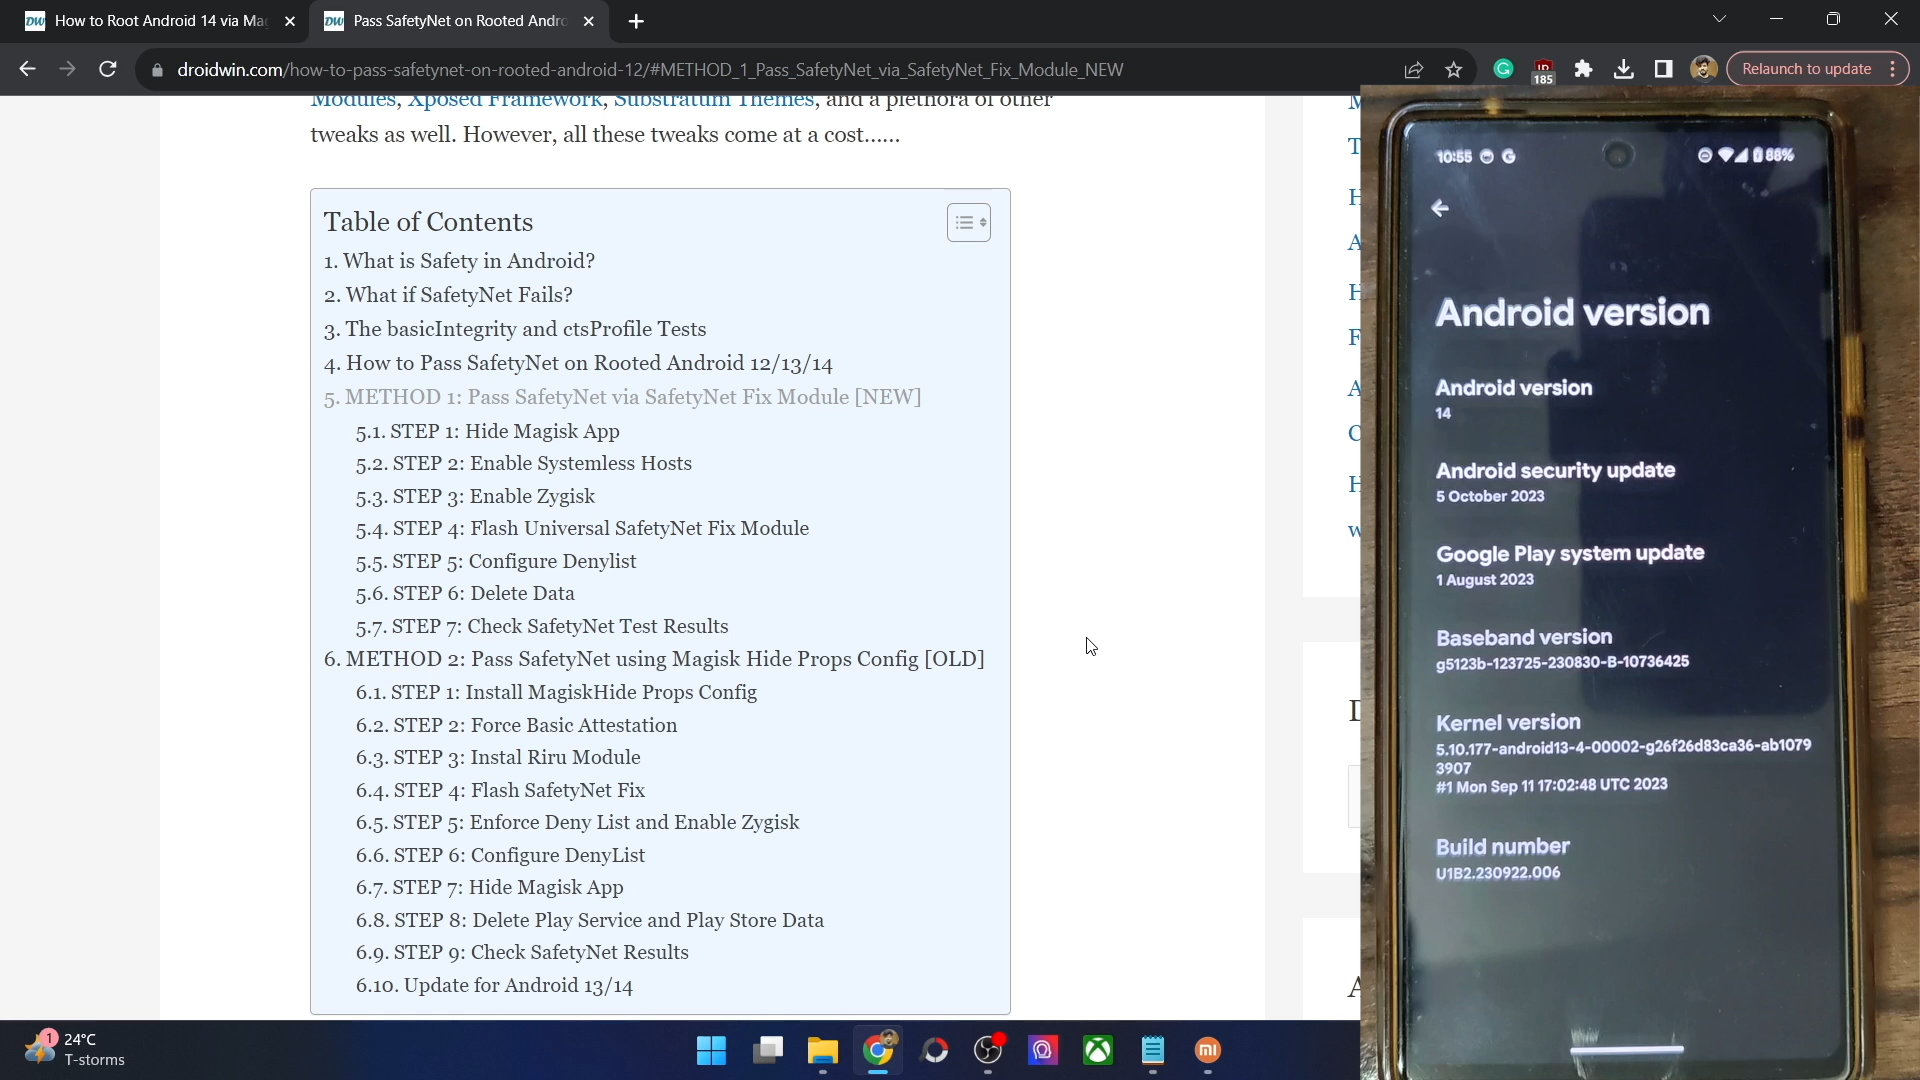 How to Root Android 14 via Mag
Pass SafetyNet on Rooted Andro
droidwin.com/how-to-pass-safetynet-on-rooted-android-12/#METHOD_1_Pass_SafetyNet_via_SafetyNet_Fix_Module_NEW
185
Relaunch to update
Modules, Xposed Framework, Substratum Themes, and a plethora of other
tweaks as well. However, all these tweaks come at a cost……
Table of Contents
1. What is Safety in Android?
2. What if SafetyNet Fails?
3. The basicIntegrity and ctsProfile Tests
4. How to Pass SafetyNet on Rooted Android 12/13/14
5. METHOD 1: Pass SafetyNet via SafetyNet Fix Module [NEW]
5.1. STEP 1: Hide Magisk App
5.2. STEP 2: Enable Systemless Hosts
5.3. STEP 3: Enable Zygisk
5.4. STEP 4: Flash Universal SafetyNet Fix Module
5.5. STEP 5: Configure Denylist
5.6. STEP 6: Delete Data
5.7. STEP 7: Check SafetyNet Test Results
6. METHOD 2: Pass SafetyNet using Magisk Hide Props Config [OLD]
6.1. STEP 1: Install MagiskHide Props Config
6.2. STEP 2: Force Basic Attestation
6.3. STEP 3: Instal Riru Module
6.4. STEP 4: Flash SafetyNet Fix
6.5. STEP 5: Enforce Deny List and Enable Zygisk
6.6. STEP 6: Configure DenyList
6.7. STEP 7: Hide Magisk App
6.8. STEP 8: Delete Play Service and Play Store Data
6.9. STEP 9: Check SafetyNet Results
6.10. Update for Android 13/14
10:55
88%
Android version
Android version
14
Android security update
5 October 2023
Google Play system update
1 August 2023
Baseband version
g5123b-123725-230830-B-10736425
Kernel version
5.10.177-android13-4-00002-g26f26d83ca36-ab1079
3907
#1 Mon Sep 11 17:02:48 UTC 2023
Build number
U1B2.230922.006
1
24°C
T-storms